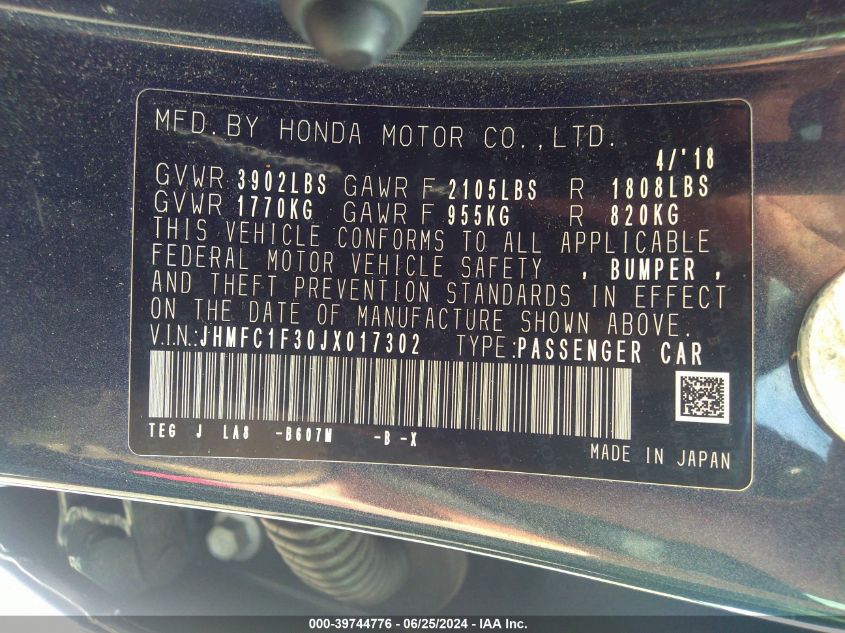 MFD. BY HONDA MOTOR CO., LTD.
4/'18
GVWR 3902LBS GAWR F 2105LBS R 1808LBS
GVWR 1770KG GAWR F 955KG R 820KG
THIS VEHICLE CONFORMS TO ALL APPLICABLE
FEDERAL MOTOR VEHICLE SAFETY , BUMPER ,
AND THEFT PREVENTION STANDARDS IN EFFECT
ON THE DATE OF MANUFACTURE SHOWN ABOVE.
V.I.N: JHMFC1F30JX017302 TYPE:PASSENGER CAR
TEG J LA8 -B607M -B -X
MADE IN JAPAN
000-39744776 - 06/25/2024 - IAA Inc.